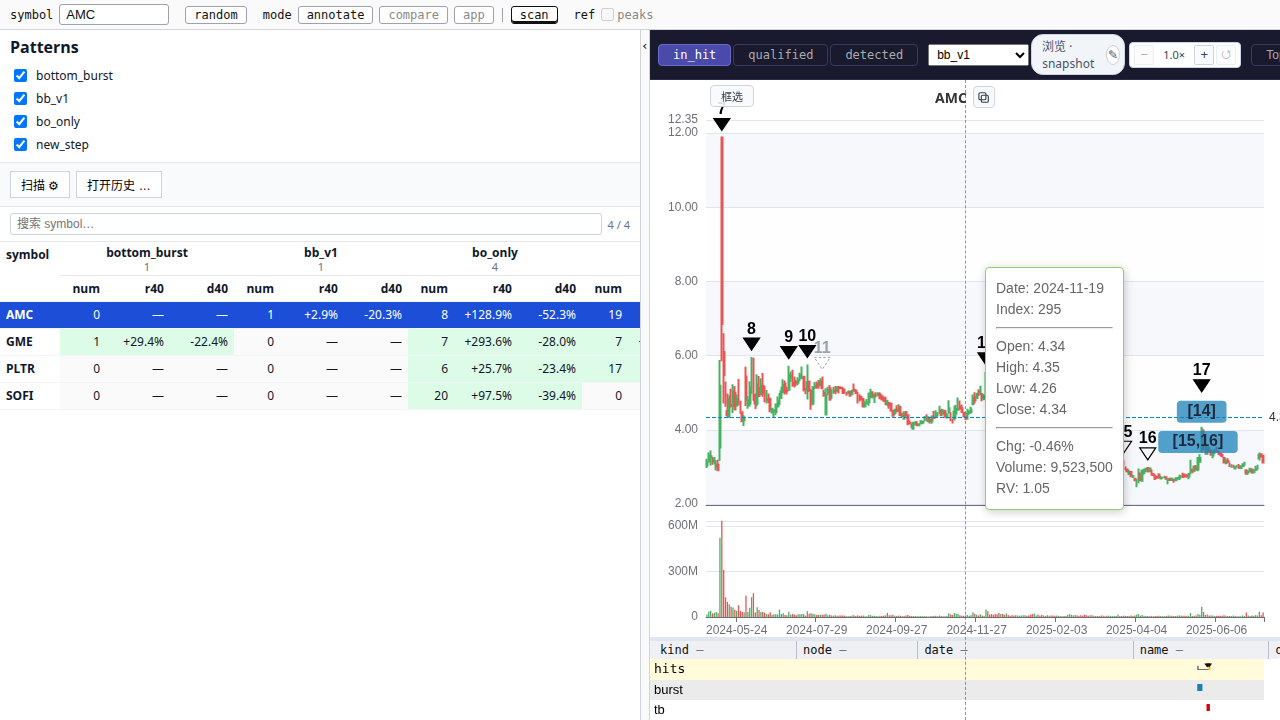 symbol AMC random mode annotate compare app scan ref peaks
Patterns
bottom_burst
bb_v1
bo_only
new_step
扫描 ⚙ 打开历史 …
搜索 symbol… 4 / 4
symbol bottom_burst bb_v1 bo_only
1 1 4
num r40 d40 num r40 d40 num r40 d40 num
AMC 0 — — 1 +2.9% -20.3% 8 +128.9% -52.3% 19
GME 1 +29.4% -22.4% 0 — — 7 +293.6% -28.0% 7
PLTR 0 — — 0 — — 6 +25.7% -23.4% 17
SOFI 0 — — 0 — — 20 +97.5% -39.4% 0
‹
in_hit qualified detected bb_v1 浏览 · snapshot ✎ − 1.0× + ↺
框选 AMC
12.35
12.00
10.00
8.00
6.00
4.00
2.00
7
8
9 10
11
16
17
[14]
[15,16]
Date: 2024-11-19
Index: 295
Open: 4.34
High: 4.35
Low: 4.26
Close: 4.34
Chg: -0.46%
Volume: 9,523,500
RV: 1.05
600M
300M
0
2024-05-24 2024-07-29 2024-09-27 2024-11-27 2025-02-03 2025-04-04 2025-06-06
kind — node — date — name —
hits
burst
tb